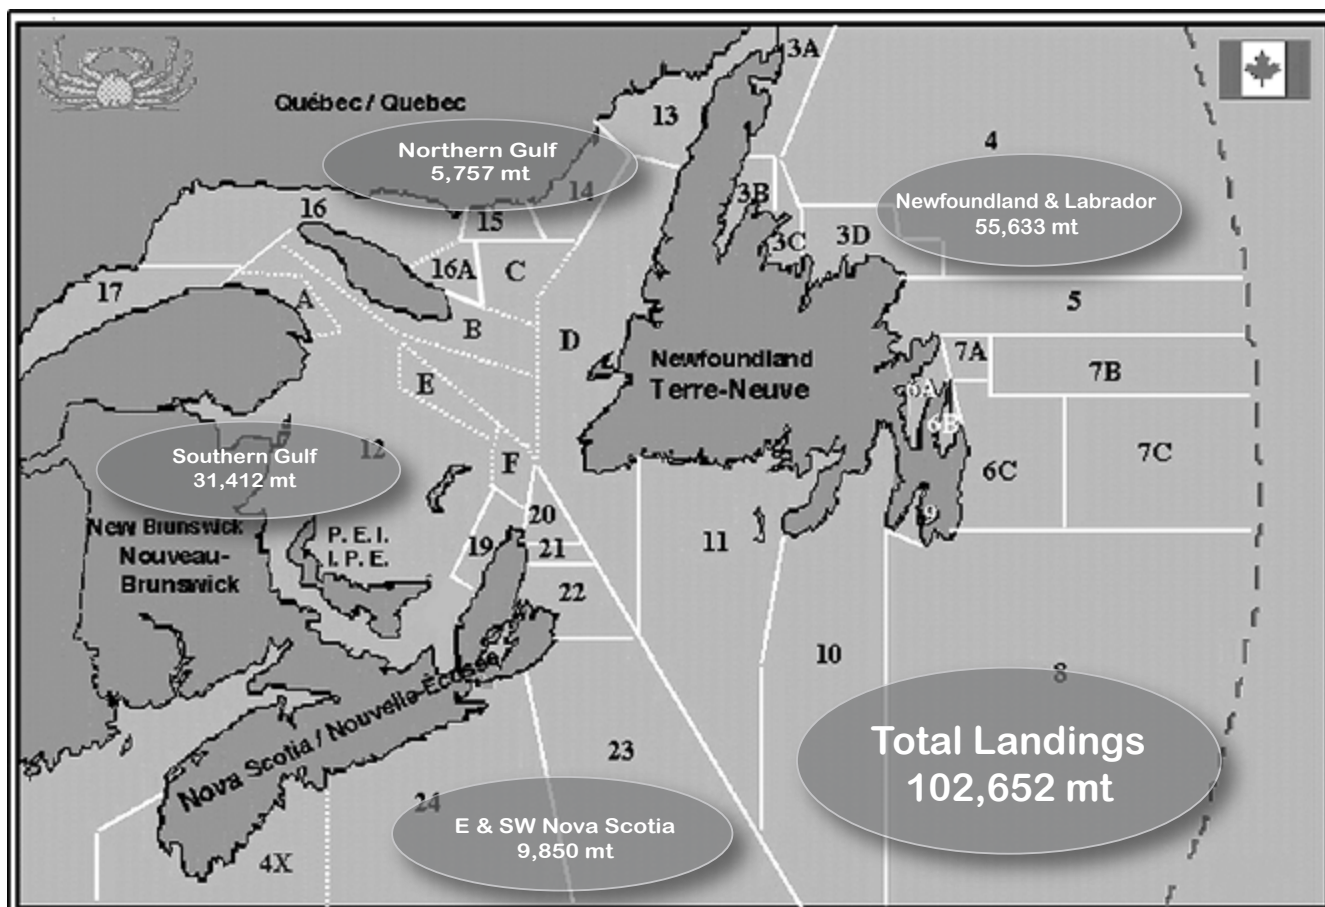 3A
Québec / Quebec
13
4
Northern Gulf
5,757 mt
14
3B
Newfoundland & Labrador
55,633 mt
16
15
3C
3D
16A
C
17
A
5
B
D
Newfoundland
Terre-Neuve
7A
7B
E
6A
6B
12
Southern Gulf
31,412 mt
F
6C
7C
New Brunswick
Nouveau-
Brunswick
P. E. I.
I. P. E.
20
19
21
11
9
22
10
8
Nova Scotia / Nouvelle Écosse
23
Total Landings
102,652 mt
24
E & SW Nova Scotia
9,850 mt
4X